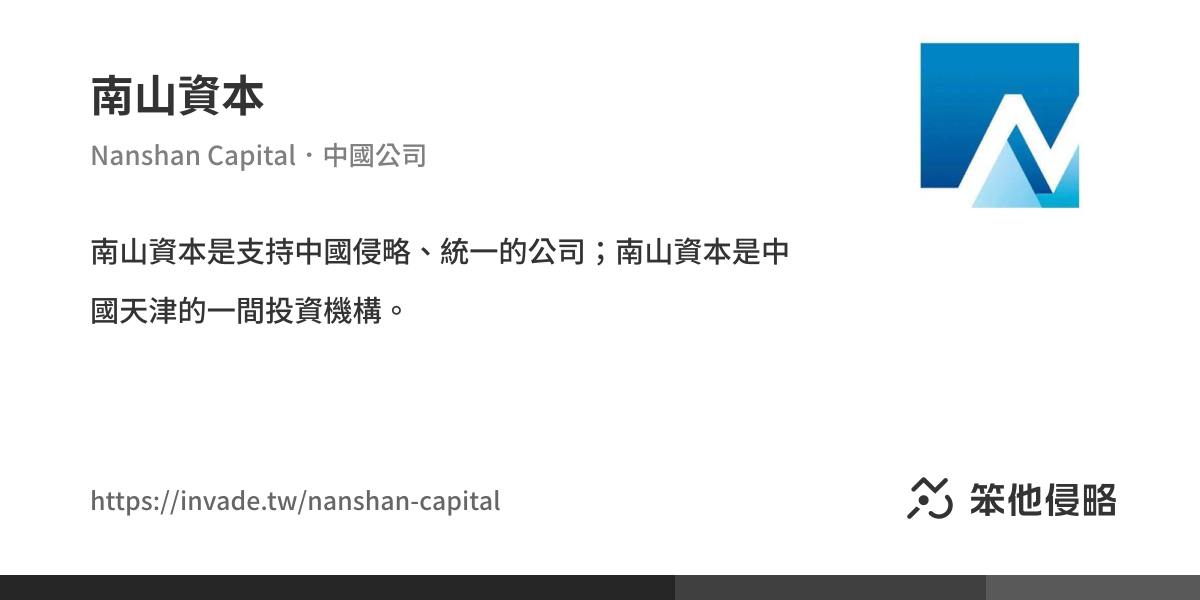 南山資本
Nanshan Capital・中國公司
南山資本是支持中國侵略、統一的公司；南山資本是中
國天津的一間投資機構。
https://invade.tw/nanshan-capital
笨他侵略